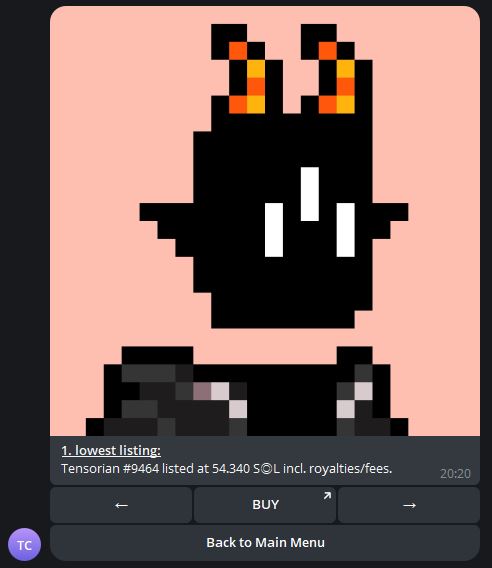 1. lowest listing:
Tensorian #9464 listed at 54.340 S◎L incl. royalties/fees.
20:20
← BUY →
TC Back to Main Menu